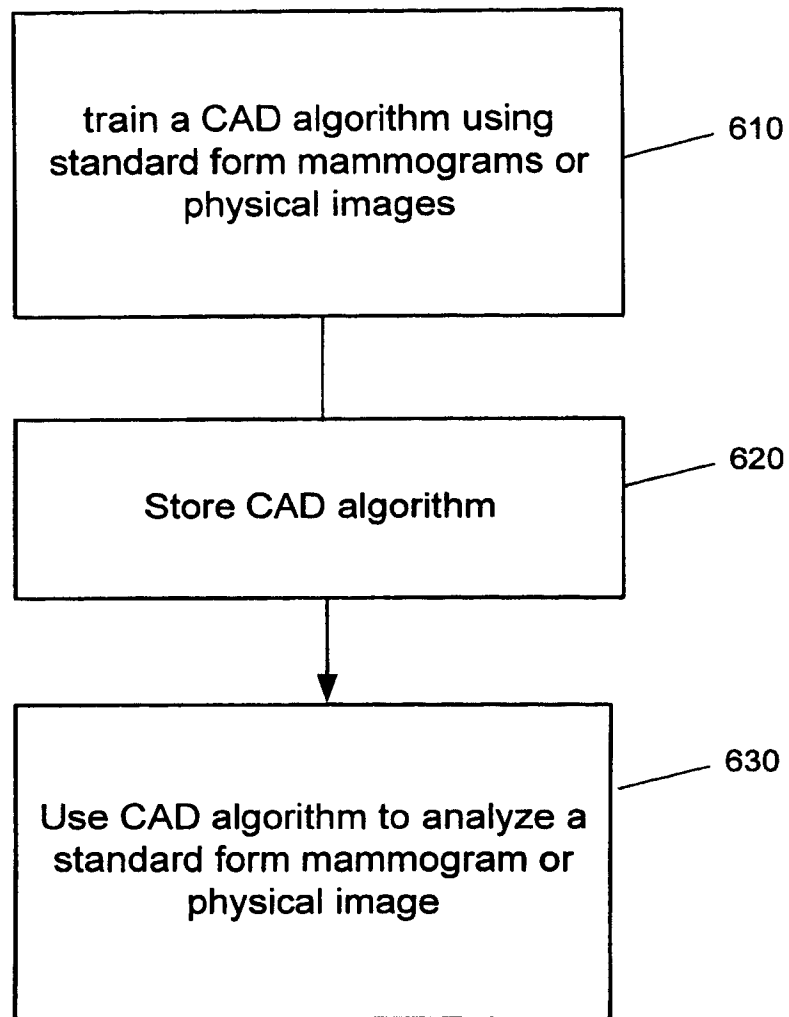 train a CAD algorithm using
standard form mammograms or
physical images
610
Store CAD algorithm
620
Use CAD algorithm to analyze a
standard form mammogram or
physical image
630